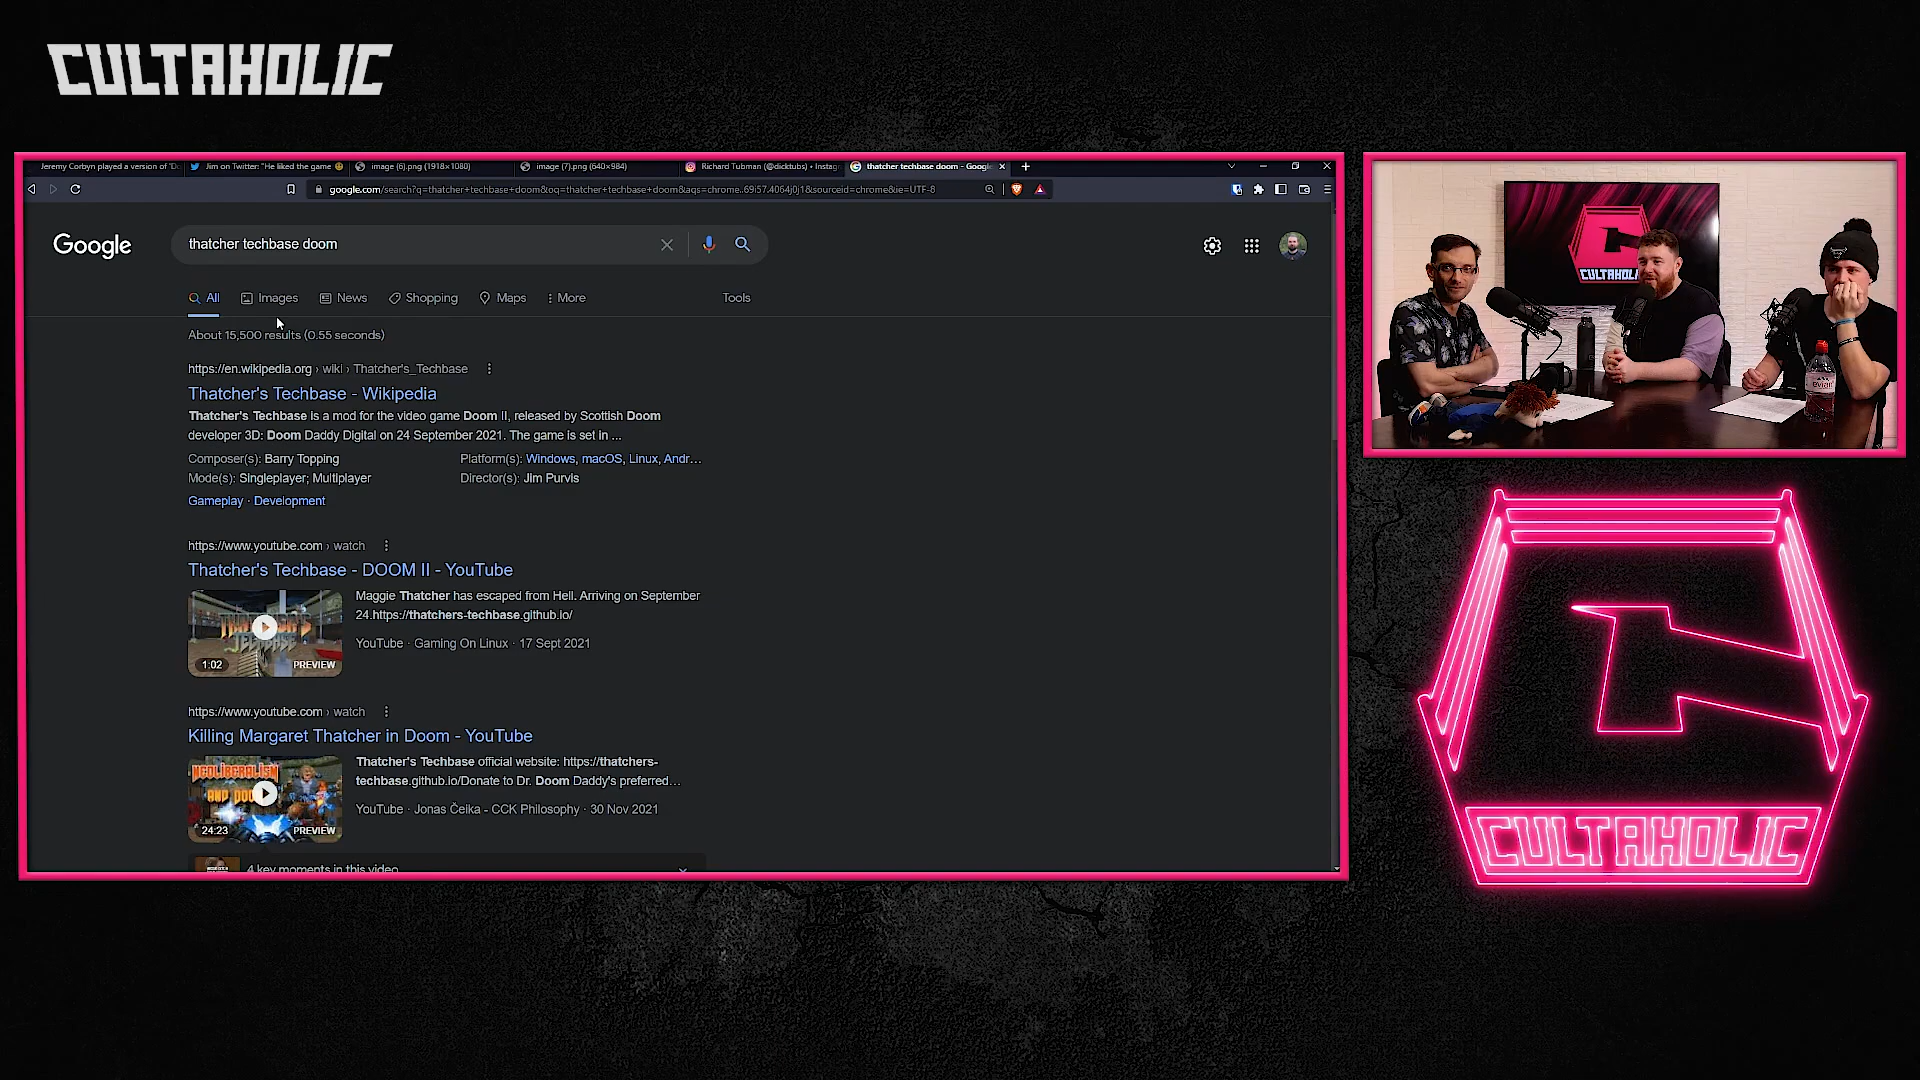 CULTAHOLIC
Jeremy Corbyn played a version of 'Do
Jim on Twitter: "He liked the game
image (6).png (1918×1080)
image (7).png (640×984)
Richard Tubman (@dicktubs) • Instag
thatcher techbase doom - Google
google.com/search?q=thatcher+techbase+doom&oq=thatcher+techbase+doom&aqs=chrome..69i57.4064j0j1&sourceid=chrome&ie=UTF-8
Google
thatcher techbase doom
All
Images
News
Shopping
Maps
More
Tools
About 15,500 results (0.55 seconds)
https://en.wikipedia.org › wiki › Thatcher's_Techbase
Thatcher's Techbase - Wikipedia
Thatcher's Techbase is a mod for the video game Doom II, released by Scottish Doom
developer 3D: Doom Daddy Digital on 24 September 2021. The game is set in ...
Composer(s): Barry Topping
Platform(s): Windows, macOS, Linux, Andr...
Mode(s): Singleplayer; Multiplayer
Director(s): Jim Purvis
Gameplay · Development
https://www.youtube.com › watch
Thatcher's Techbase - DOOM II - YouTube
THATCHER'S
TECHBASE
1:02
PREVIEW
Maggie Thatcher has escaped from Hell. Arriving on September
24.https://thatchers-techbase.github.io/
YouTube · Gaming On Linux · 17 Sept 2021
https://www.youtube.com › watch
Killing Margaret Thatcher in Doom - YouTube
NEOLIBERALISM
AND DOOM
24:23
PREVIEW
Thatcher's Techbase official website: https://thatchers-
techbase.github.io/Donate to Dr. Doom Daddy's preferred...
YouTube · Jonas Čeika - CCK Philosophy · 30 Nov 2021
4 key moments in this video
CULTAHOLIC
evian
CULTAHOLIC